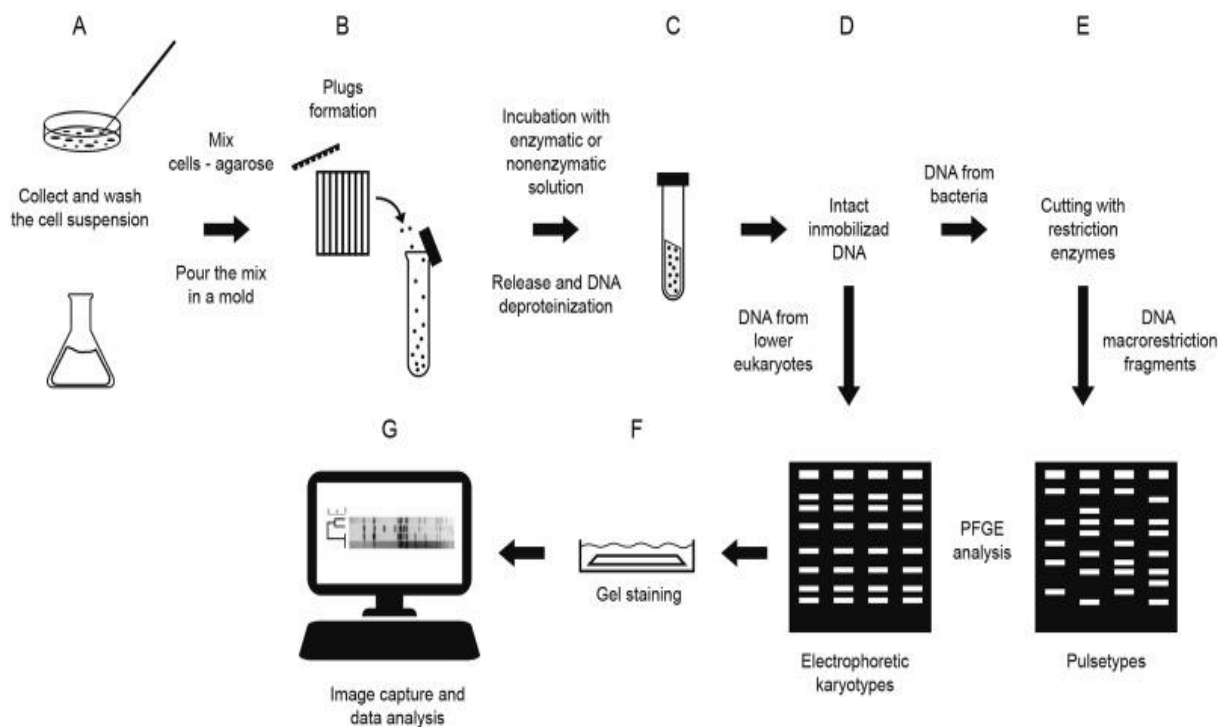 A
B
C
D
E
Plugs
formation
Mix
cells - agarose
Collect and wash
the cell suspension
Pour the mix
in a mold
Incubation with
enzymatic or
nonenzymatic
solution
Release and DNA
deproteinization
Intact
inmobilizad
DNA
DNA from
bacteria
Cutting with
restriction
enzymes
DNA from
lower
eukaryotes
DNA
macrorestriction
fragments
G
F
PFGE
analysis
Gel staining
Electrophoretic
karyotypes
Pulsetypes
Image capture and
data analysis